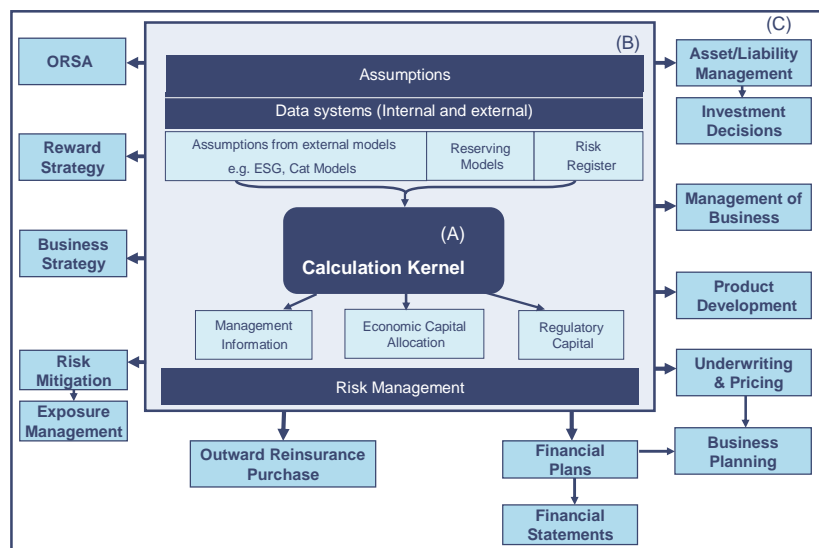 (C)
(B)
ORSA
Reward
Strategy
Business
Strategy
Risk
Mitigation
Exposure
Management
Assumptions
Data systems (Internal and external)
Assumptions from external models
e.g. ESG, Cat Models
Reserving
Models
Risk
Register
(A)
Calculation Kernel
Management
Information
Economic Capital
Allocation
Regulatory
Capital
Risk Management
Asset/Liability
Management
Investment
Decisions
Management of
Business
Product
Development
Underwriting
& Pricing
Business
Planning
Outward Reinsurance
Purchase
Financial
Plans
Financial
Statements